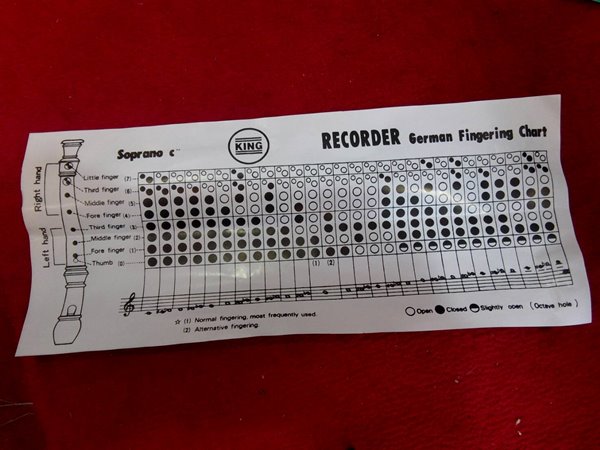 Soprano c'''
KING
RECORDER German Fingering Chart
Right hand
Left hand
Little finger (7)
Third finger (6)
Middle finger (5)
Fore finger (4)
Third finger (3)
Middle finger (2)
Fore finger (1)
Thumb (0)
(1) (2)
☆ (1) Normal fingering, most frequently used.
(2) Alternative fingering.
○Open ●Closed Slightly open (Octave hole)